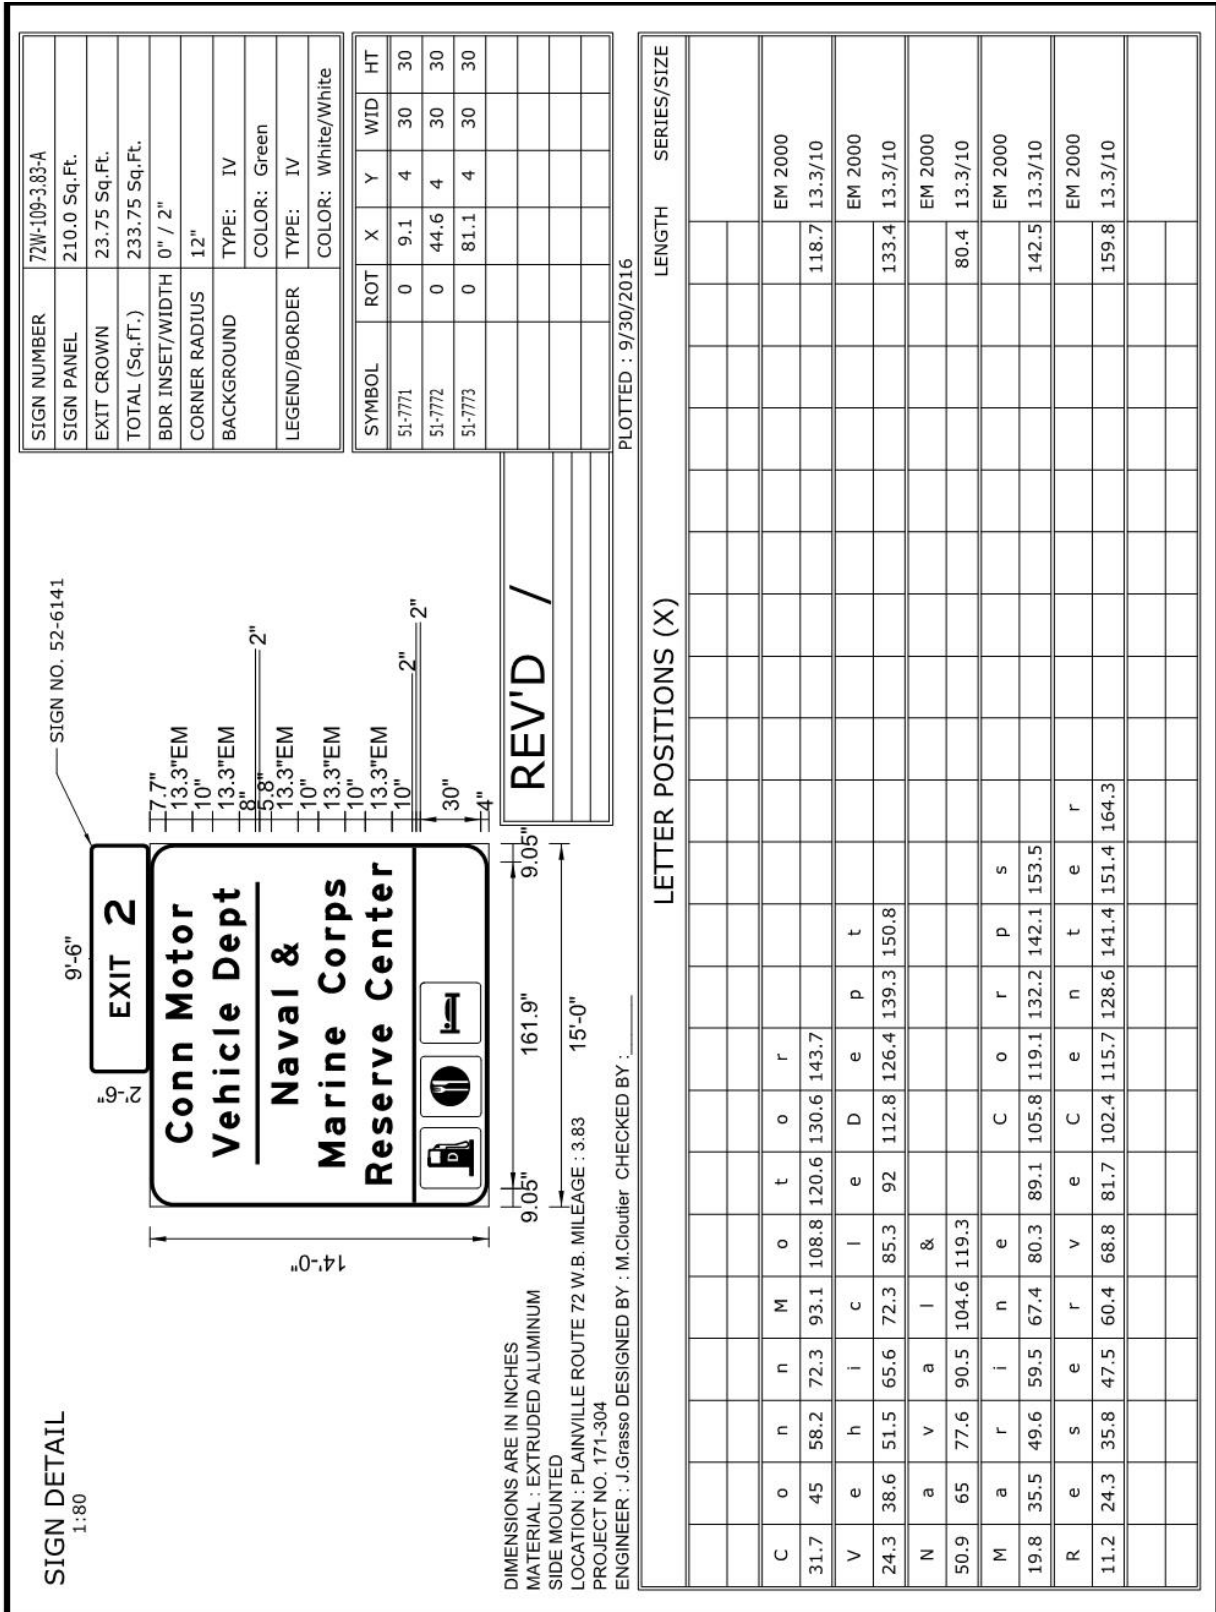 SIGN DETAIL
1:80
SIGN NO. 52-6141
9'-6"
2'-6"
EXIT 2
Conn Motor
Vehicle Dept
Naval &
Marine Corps
Reserve Center
D
14'-0"
7.7"
13.3"EM
10"
13.3"EM
8"
2"
5.8"
13.3"EM
10"
13.3"EM
10"
13.3"EM
10"
2"
2"
30"
4"
9.05" 161.9" 9.05"
15'-0"
SIGN NUMBER 72W-109-3.83-A
SIGN PANEL 210.0 Sq.Ft.
EXIT CROWN 23.75 Sq.Ft.
TOTAL (Sq.fT.) 233.75 Sq.Ft.
BDR INSET/WIDTH 0" / 2"
CORNER RADIUS 12"
BACKGROUND TYPE: IV
COLOR: Green
LEGEND/BORDER TYPE: IV
COLOR: White/White
SYMBOL ROT X Y WID HT
51-7771 0 9.1 4 30 30
51-7772 0 44.6 4 30 30
51-7773 0 81.1 4 30 30
REV'D /
DIMENSIONS ARE IN INCHES
MATERIAL : EXTRUDED ALUMINUM
SIDE MOUNTED
LOCATION : PLAINVILLE ROUTE 72 W.B. MILEAGE : 3.83
PROJECT NO. 171-304
ENGINEER : J.Grasso DESIGNED BY : M.Cloutier CHECKED BY :
PLOTTED : 9/30/2016
LETTER POSITIONS (X) LENGTH SERIES/SIZE
C o n n M o t o r EM 2000
31.7 45 58.2 72.3 93.1 108.8 120.6 130.6 143.7 118.7 13.3/10
V e h i c l e D e p t EM 2000
24.3 38.6 51.5 65.6 72.3 85.3 92 112.8 126.4 139.3 150.8 133.4 13.3/10
N a v a l & EM 2000
50.9 65 77.6 90.5 104.6 119.3 80.4 13.3/10
M a r i n e C o r p s EM 2000
19.8 35.5 49.6 59.5 67.4 80.3 89.1 105.8 119.1 132.2 142.1 153.5 142.5 13.3/10
R e s e r v e C e n t e r EM 2000
11.2 24.3 35.8 47.5 60.4 68.8 81.7 102.4 115.7 128.6 141.4 151.4 164.3 159.8 13.3/10